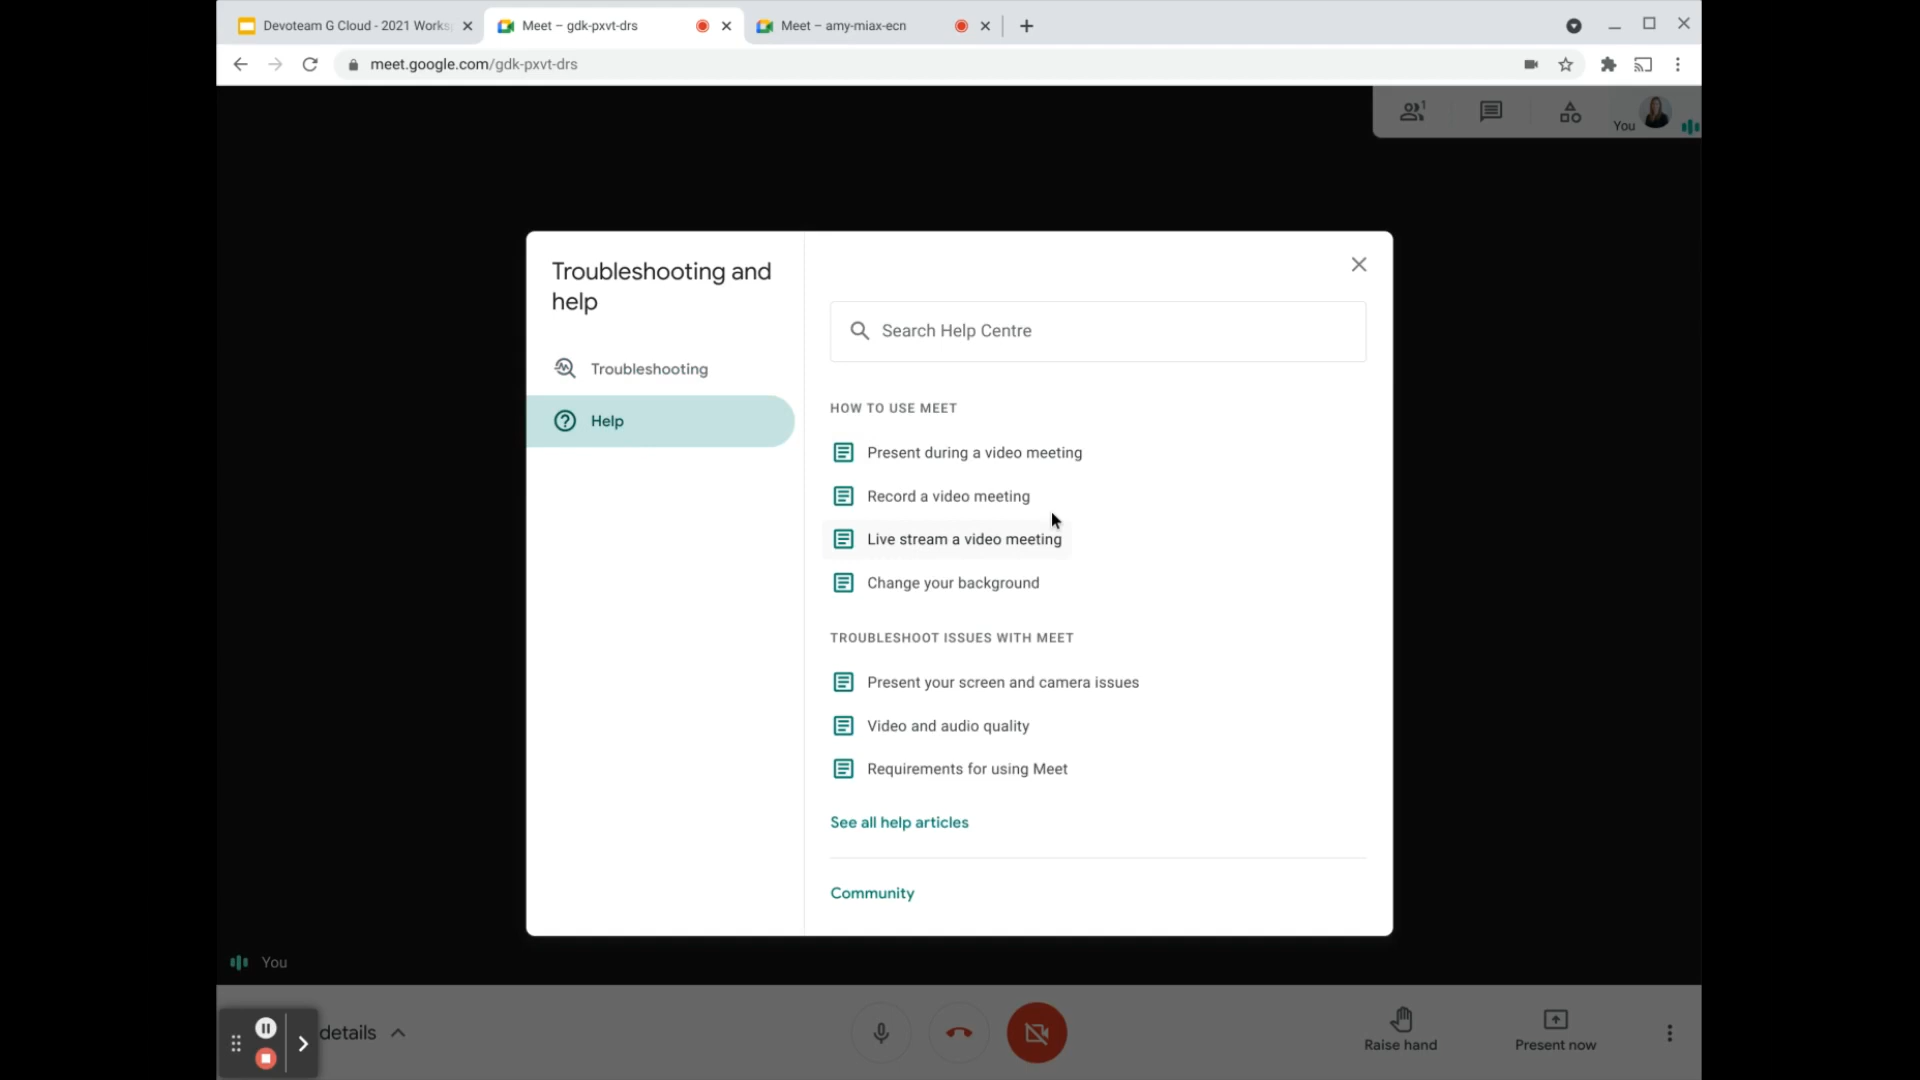 Devoteam G Cloud - 2021 Works
Meet – gdk-pxvt-drs
Meet – amy-miax-ecn
meet.google.com/gdk-pxvt-drs
1
You
Troubleshooting and
help
Troubleshooting
Help
Search Help Centre
HOW TO USE MEET
Present during a video meeting
Record a video meeting
Live stream a video meeting
Change your background
TROUBLESHOOT ISSUES WITH MEET
Present your screen and camera issues
Video and audio quality
Requirements for using Meet
See all help articles
Community
You
details
Raise hand
Present now